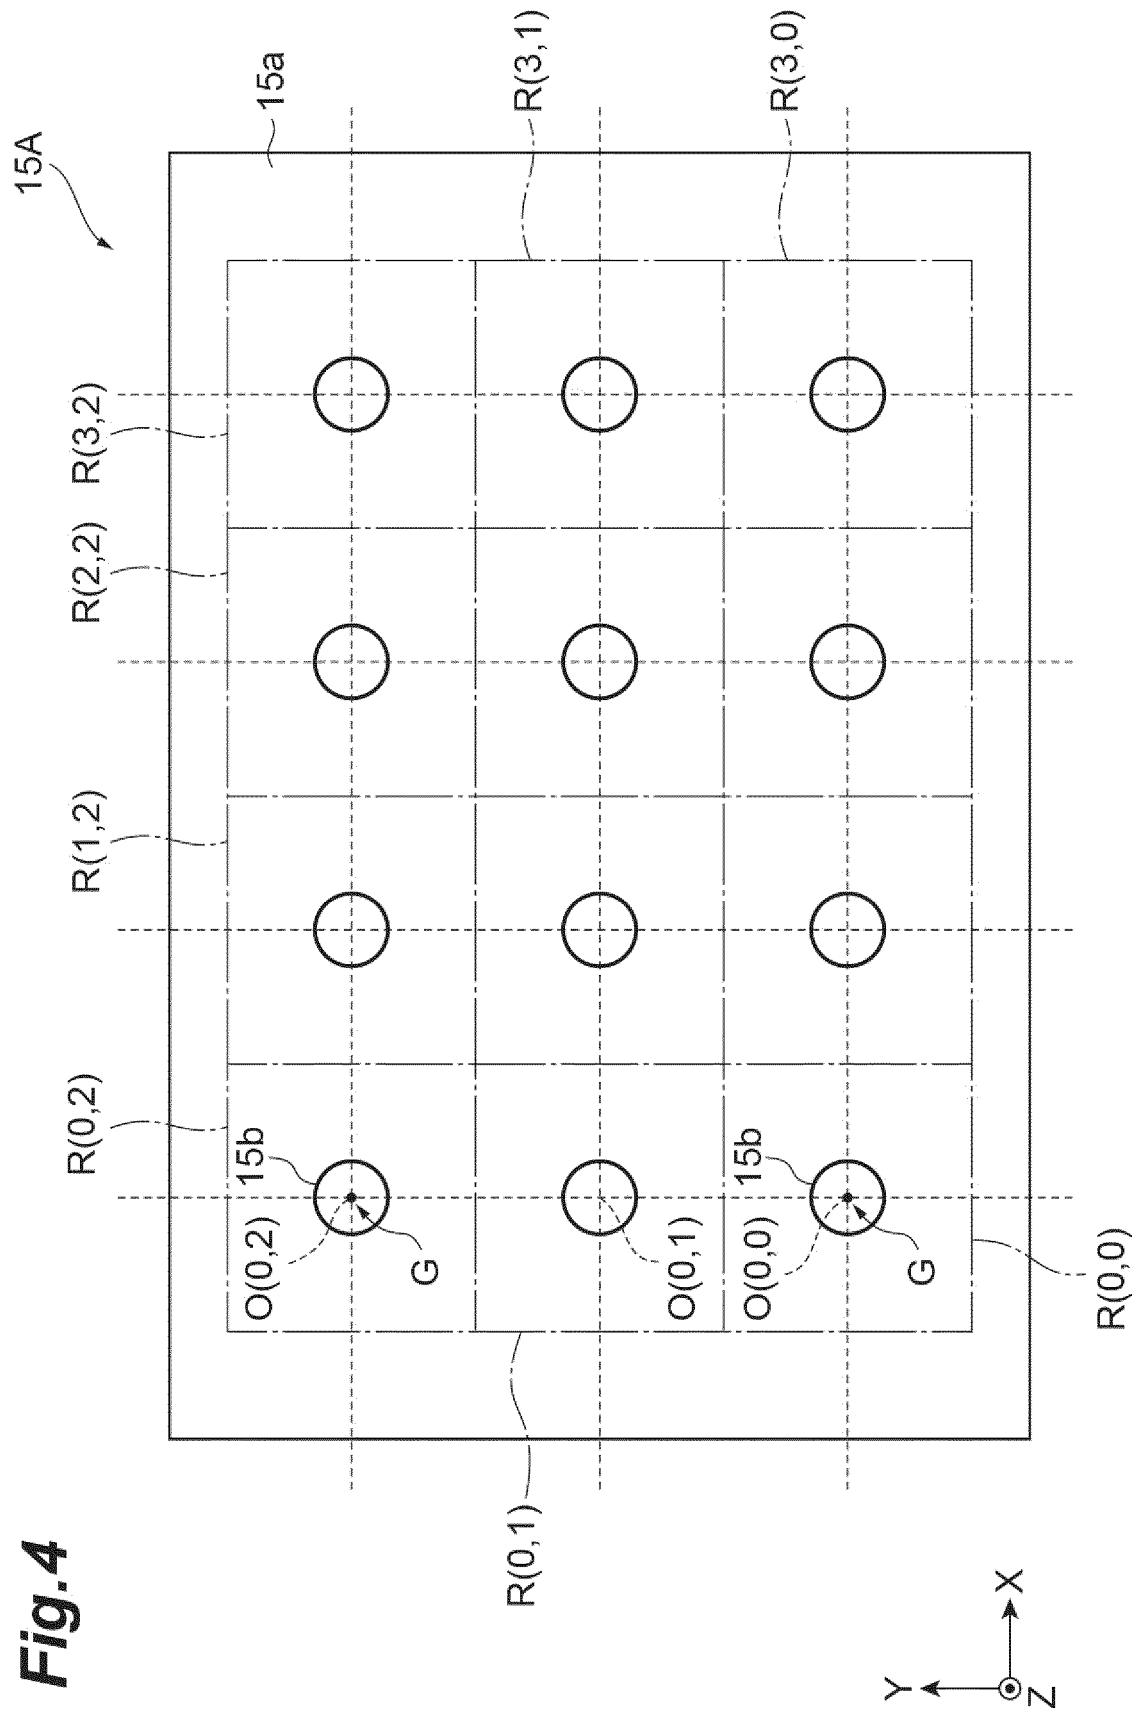 Fig.4
15A
R(0,2)
R(1,2)
R(2,2)
R(3,2)
15a
15b
O(0,2)
G
R(0,1)
R(3,1)
O(0,1)
15b
O(0,0)
R(3,0)
G
Y
X
Z
R(0,0)